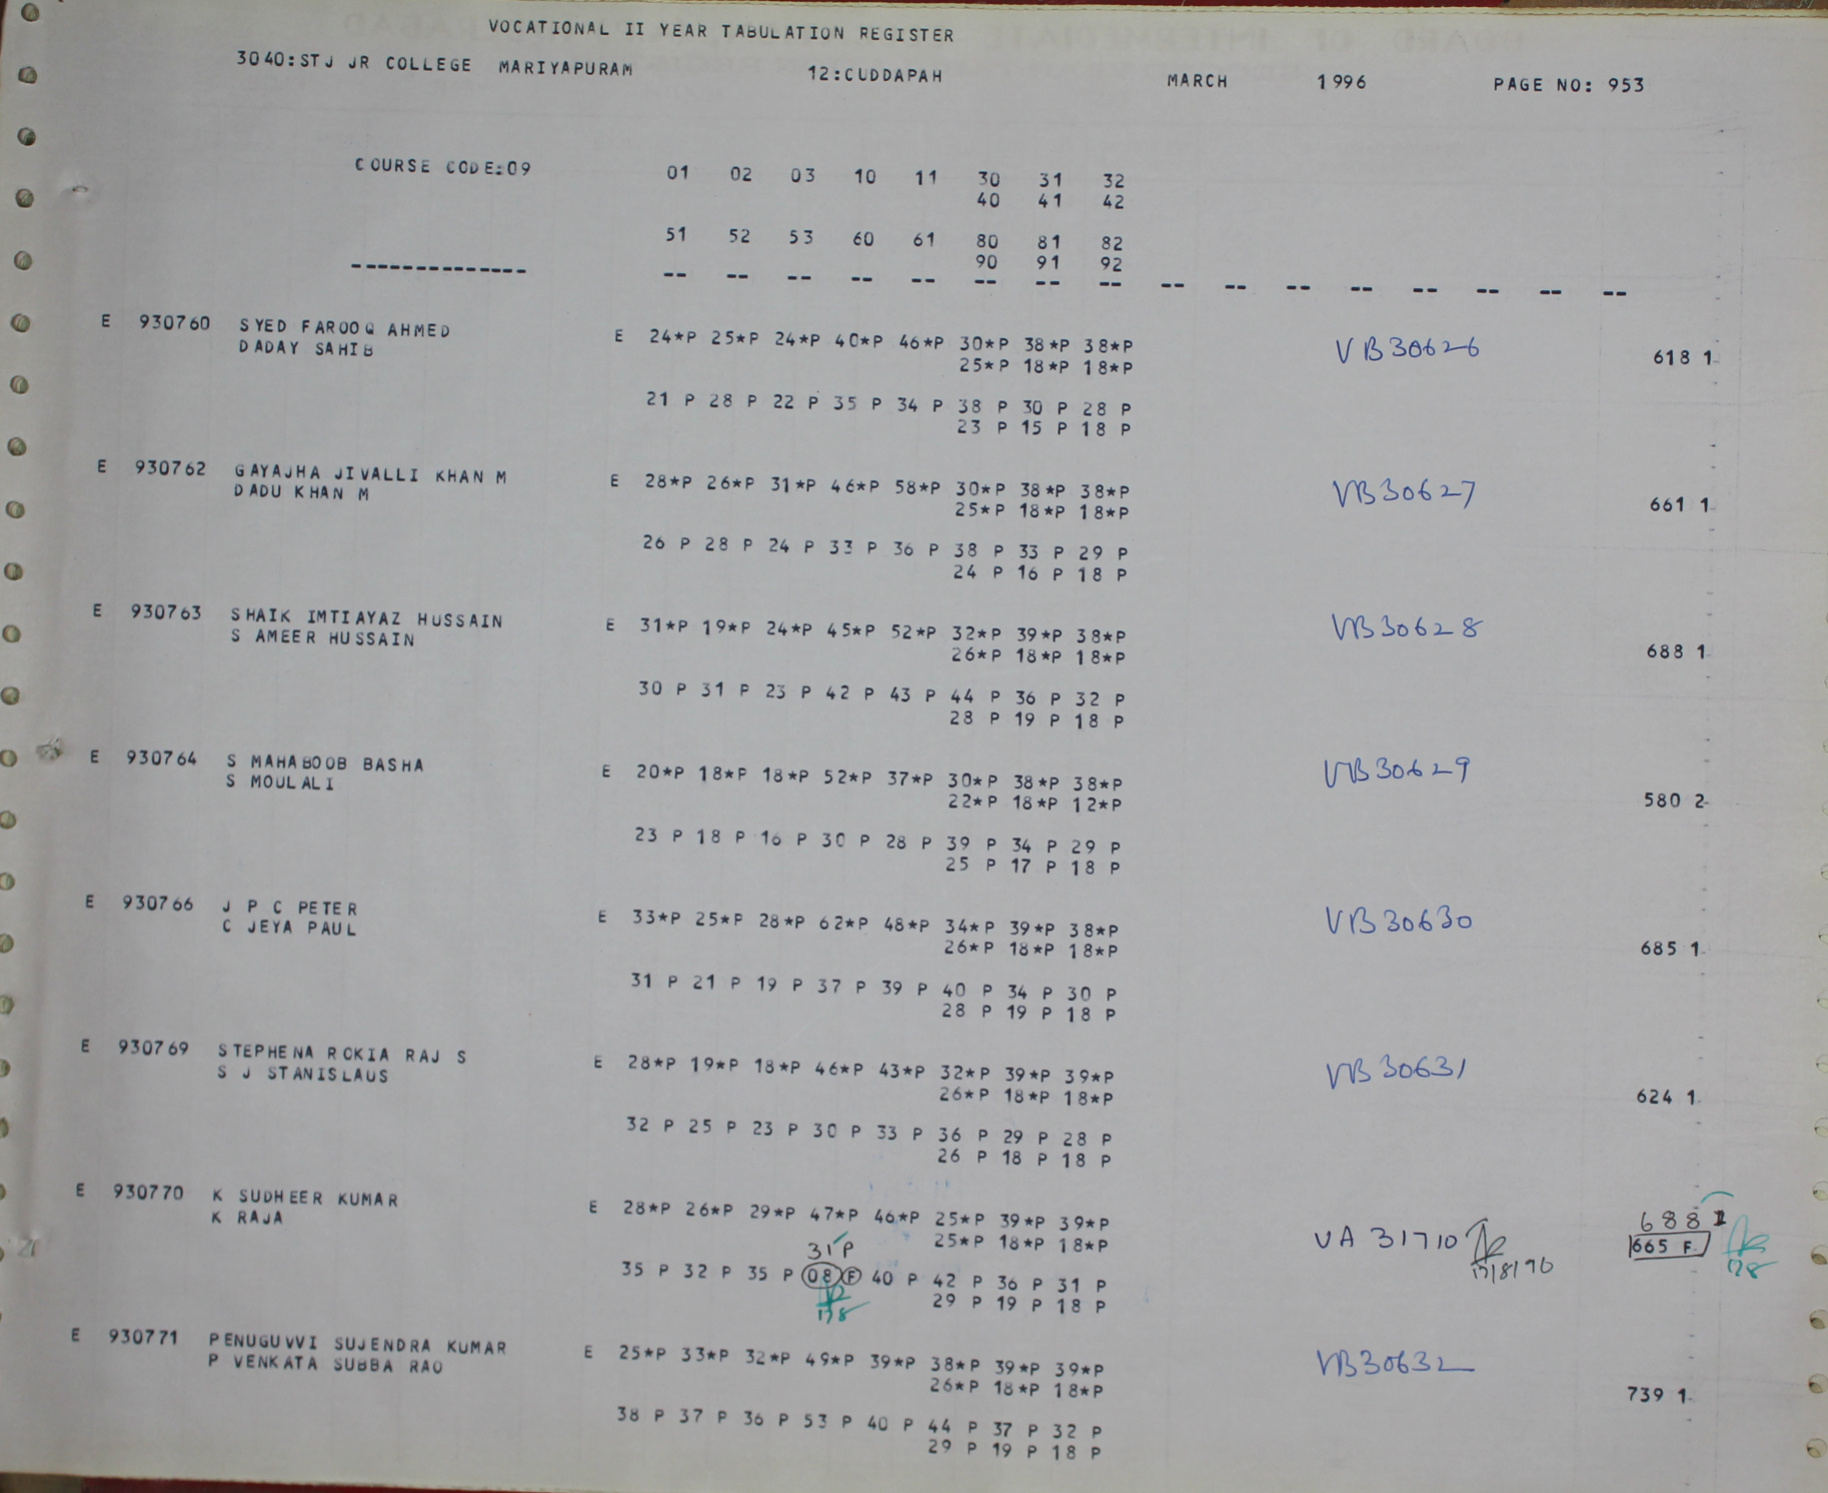 VOCATIONAL II YEAR TABULATION REGISTER
3040:STJ JR COLLEGE MARIYAPURAM 12:CUDDAPAH MARCH 1996 PAGE NO: 953
COURSE CODE:09 01 02 03 10 11 30 31 32
40 41 42
51 52 53 60 61 80 81 82
90 91 92
-------------- -- -- -- -- -- -- -- -- -- -- -- -- -- -- -- --
E 930760 SYED FAROOQ AHMED E 24*P 25*P 24*P 40*P 46*P 30*P 38*P 38*P VB30626 618 1
DADAY SAHIB 25*P 18*P 18*P
21 P 28 P 22 P 35 P 34 P 38 P 30 P 28 P
23 P 15 P 18 P
E 930762 GAYAJHA JIVALLI KHAN M E 28*P 26*P 31*P 46*P 58*P 30*P 38*P 38*P VB30627 661 1
DADU KHAN M 25*P 18*P 18*P
26 P 28 P 24 P 33 P 36 P 38 P 33 P 29 P
24 P 16 P 18 P
E 930763 SHAIK IMTIAYAZ HUSSAIN E 31*P 19*P 24*P 45*P 52*P 32*P 39*P 38*P VB30628 688 1
S AMEER HUSSAIN 26*P 18*P 18*P
30 P 31 P 23 P 42 P 43 P 44 P 36 P 32 P
28 P 19 P 18 P
E 930764 S MAHABOOB BASHA E 20*P 18*P 18*P 52*P 37*P 30*P 38*P 38*P VB30629 580 2
S MOULALI 22*P 18*P 12*P
23 P 18 P 16 P 30 P 28 P 39 P 34 P 29 P
25 P 17 P 18 P
E 930766 J P C PETER E 33*P 25*P 28*P 62*P 48*P 34*P 39*P 38*P VB30630 685 1
C JEYA PAUL 26*P 18*P 18*P
31 P 21 P 19 P 37 P 39 P 40 P 34 P 30 P
28 P 19 P 18 P
E 930769 STEPHENA ROKIA RAJ S E 28*P 19*P 18*P 46*P 43*P 32*P 39*P 39*P VB30631 624 1
S J STANISLAUS 26*P 18*P 18*P
32 P 25 P 23 P 30 P 33 P 36 P 29 P 28 P
26 P 18 P 18 P
E 930770 K SUDHEER KUMAR E 28*P 26*P 29*P 47*P 46*P 25*P 39*P 39*P VA 31710 688 1
K RAJA 25*P 18*P 18*P 665 F
31 P
35 P 32 P 35 P 08 F 40 P 42 P 36 P 31 P
29 P 19 P 18 P
E 930771 PENUGUVVI SUJENDRA KUMAR E 25*P 33*P 32*P 49*P 39*P 38*P 39*P 39*P VB30632 739 1
P VENKATA SUBBA RAO 26*P 18*P 18*P
38 P 37 P 36 P 53 P 40 P 44 P 37 P 32 P
29 P 19 P 18 P